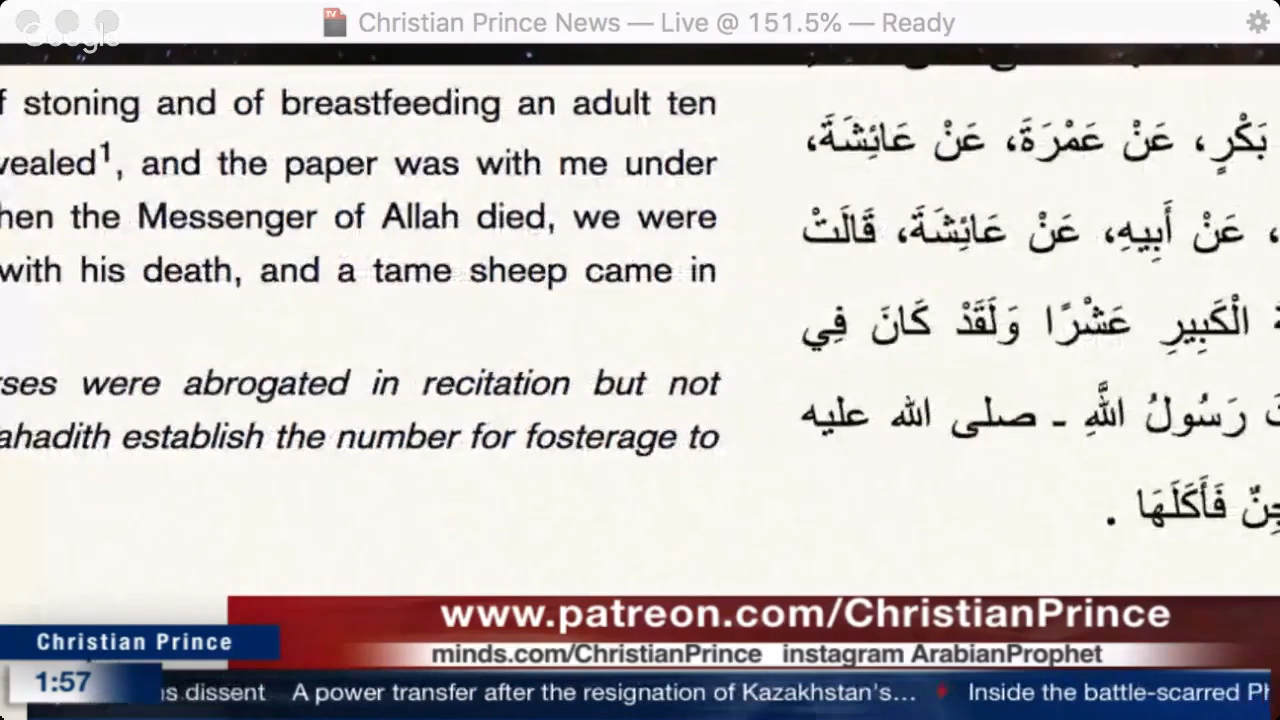 Google
Christian Prince News — Live @ 151.5% — Ready
f stoning and of breastfeeding an adult ten
vealed¹, and the paper was with me under
hen the Messenger of Allah died, we were
with his death, and a tame sheep came in
rses were abrogated in recitation but not
ahadith establish the number for fosterage to
بَكْرٍ، عَنْ عَمْرَةَ، عَنْ عَائِشَةَ،
، عَنْ أَبِيهِ، عَنْ عَائِشَةَ، قَالَتْ
الْكَبِيرِ عَشْرًا وَلَقَدْ كَانَ فِي
رَسُولُ اللَّهِ ـ صلى الله عليه
فَأَكَلَهَا .
www.patreon.com/ChristianPrince
minds.com/ChristianPrince instagram ArabianProphet
Christian Prince
1:57
dissent A power transfer after the resignation of Kazakhstan's... Inside the battle-scarred Ph